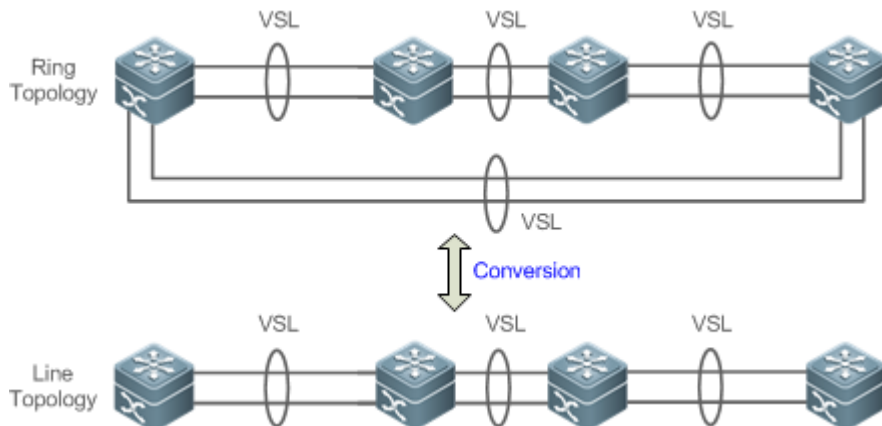 VSL VSL VSL
Ring
Topology
VSL
Conversion
VSL VSL VSL
Line
Topology